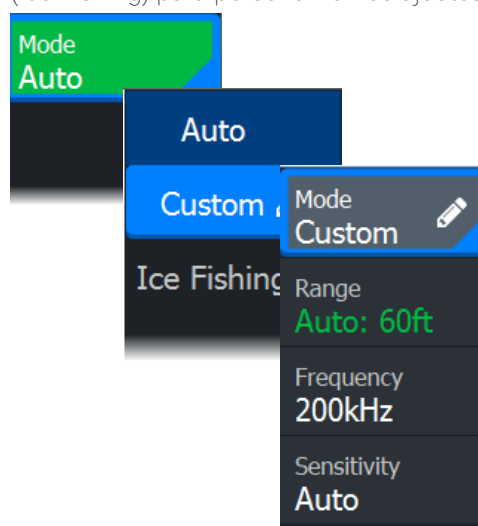 Mode
Auto
Auto
Custom
Ice Fishing
Mode
Custom
Range
Auto: 60ft
Frequency
200kHz
Sensitivity
Auto